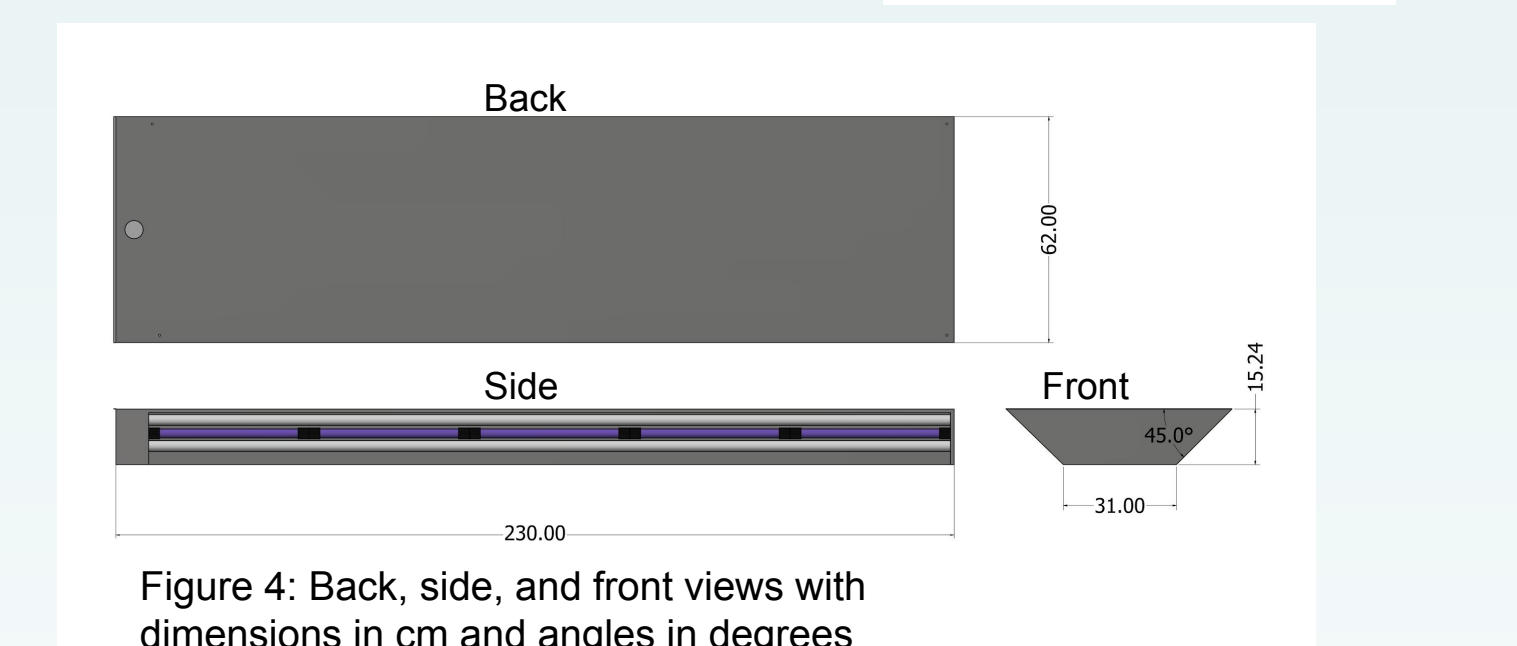 Back
62.00
Side
Front
15.24
45.0°
31.00
230.00
Figure 4: Back, side, and front views with
dimensions in cm and angles in degrees